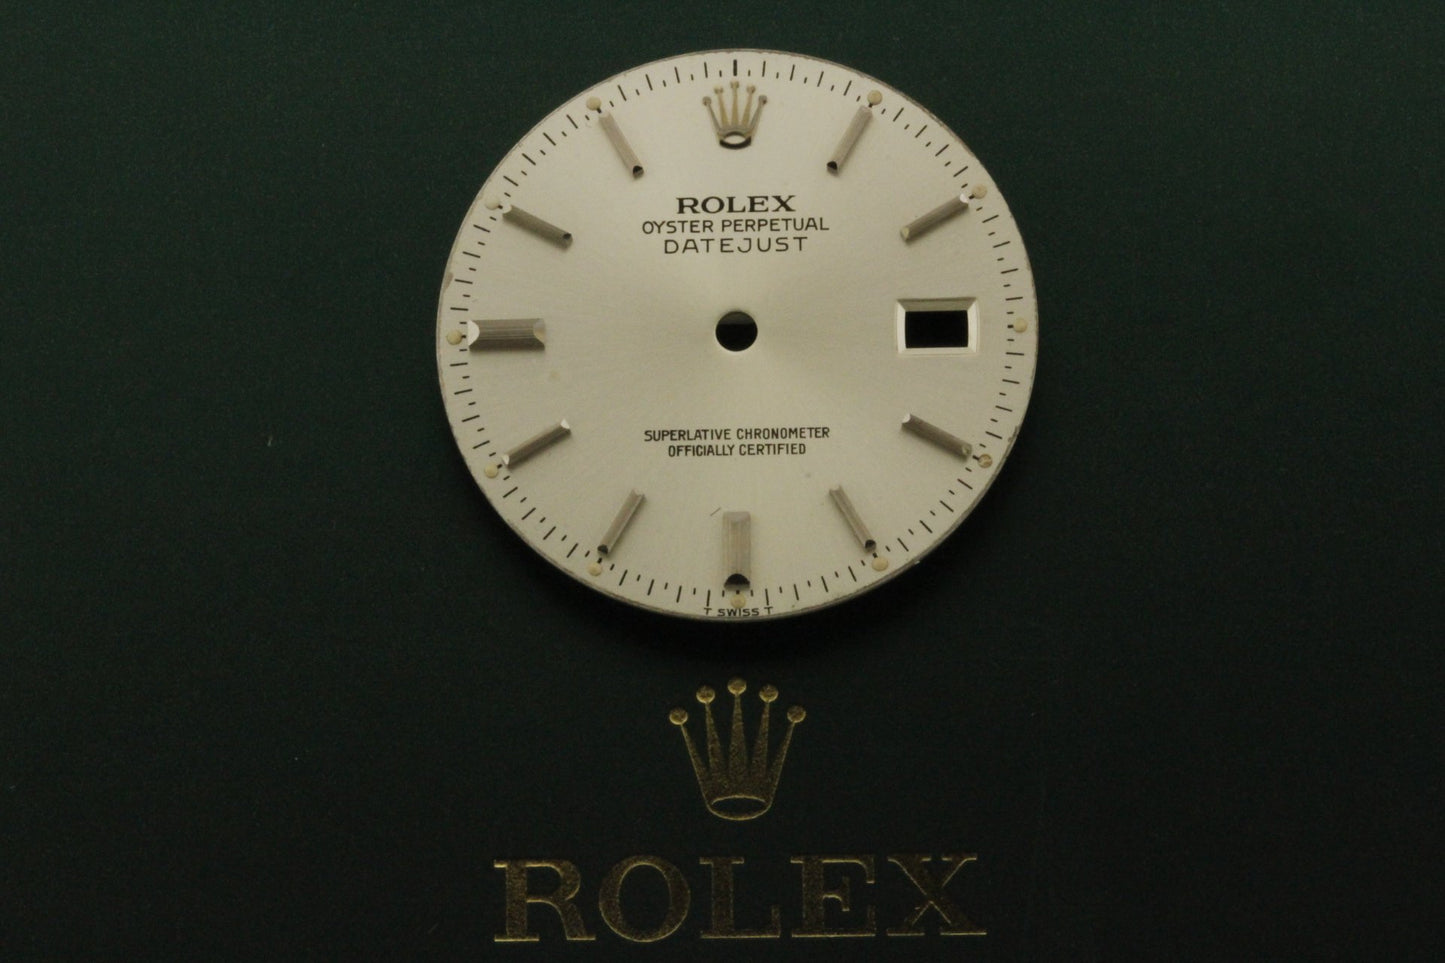 ROLEX
OYSTER PERPETUAL
DATEJUST
SUPERLATIVE CHRONOMETER
OFFICIALLY CERTIFIED
T SWISS T
ROLEX